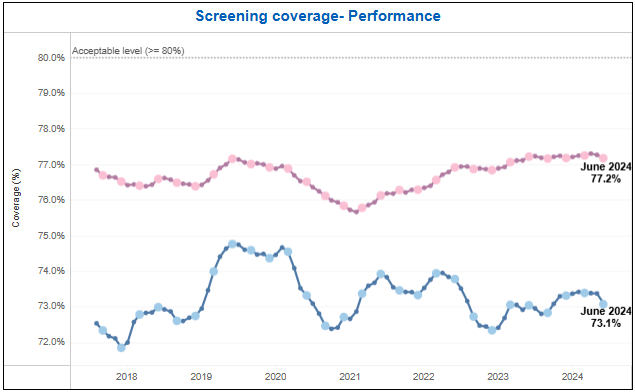 Screening coverage- Performance
Acceptable level (>= 80%)
80.0%
79.0%
78.0%
77.0%
76.0%
75.0%
74.0%
73.0%
72.0%
Coverage (%)
June 2024
77.2%
June 2024
73.1%
2018 2019 2020 2021 2022 2023 2024